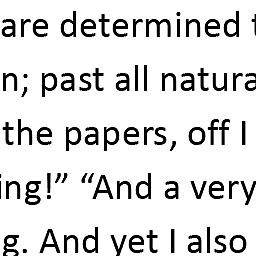 are determined t
n; past all natura
the papers, off I
ing!” “And a very
g. And yet I also